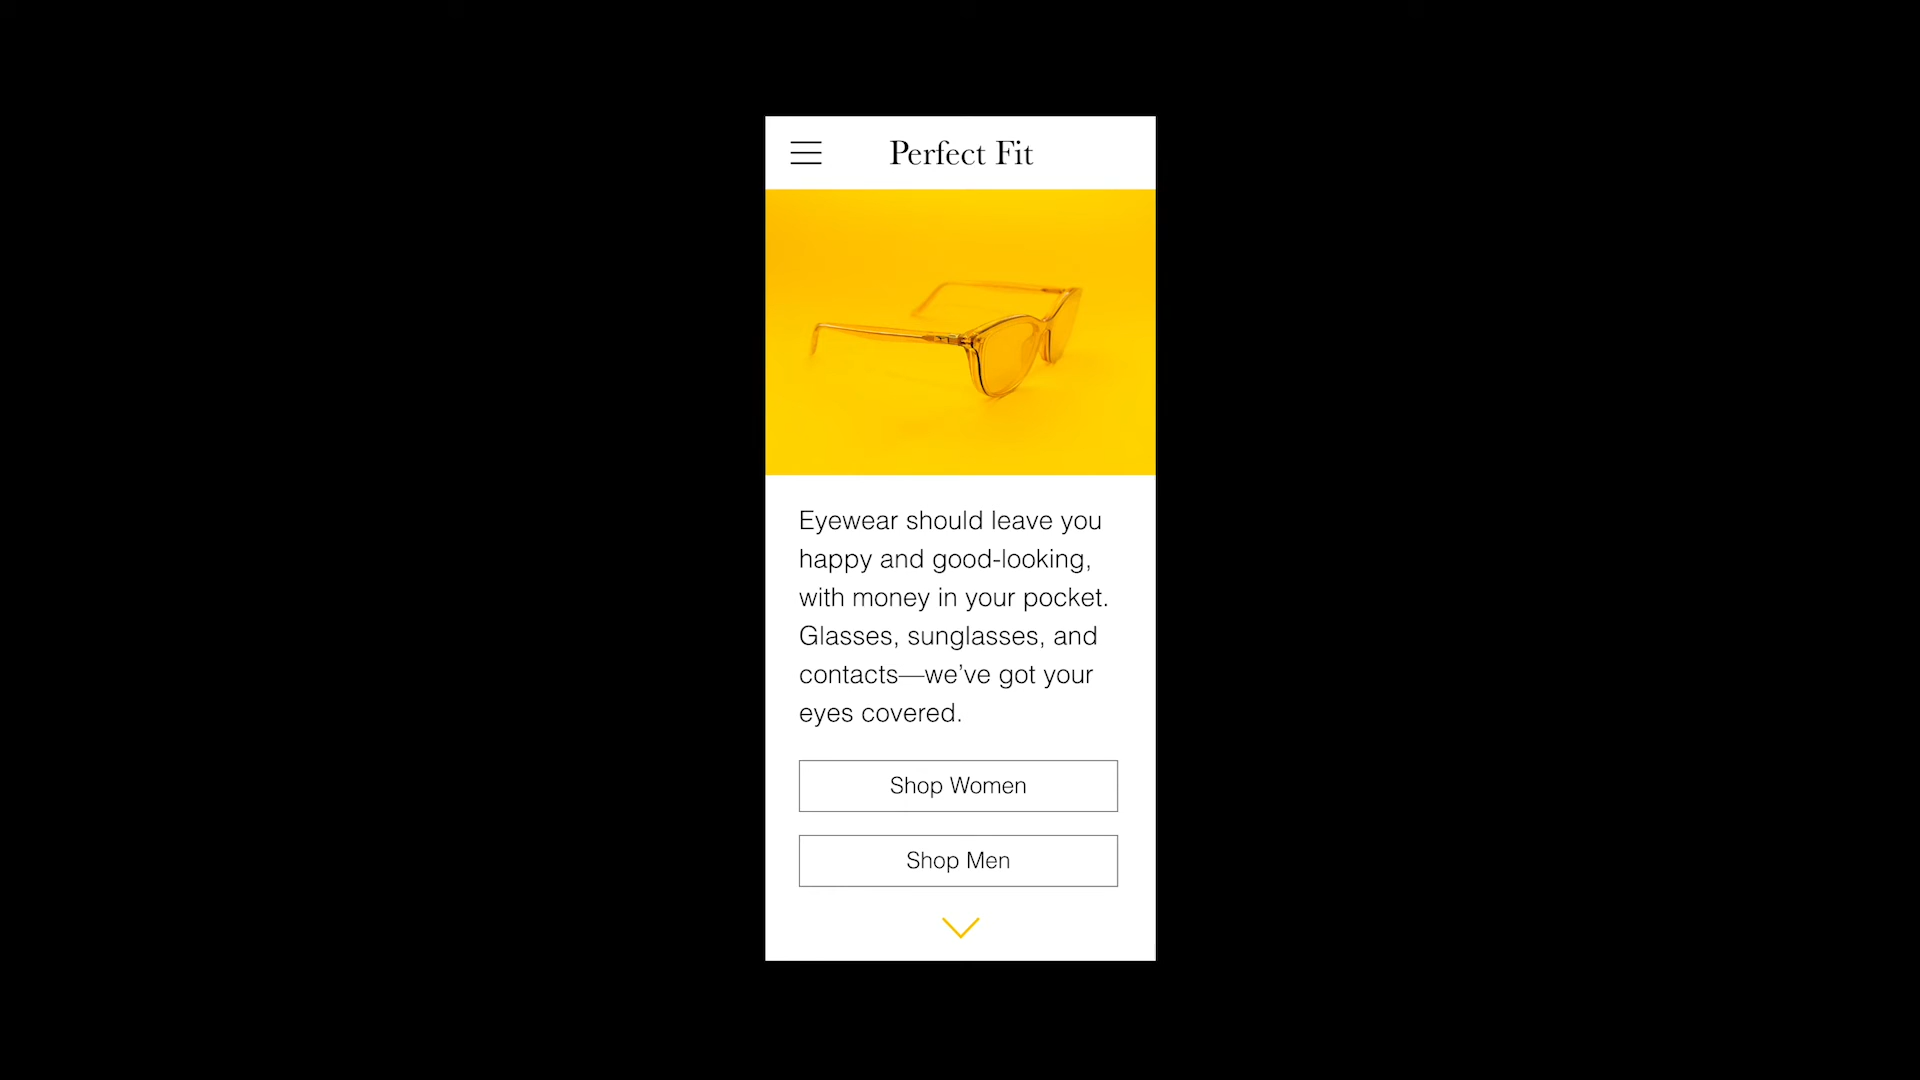 Perfect Fit
Eyewear should leave you
happy and good-looking,
with money in your pocket.
Glasses, sunglasses, and
contacts—we’ve got your
eyes covered.
Shop Women
Shop Men